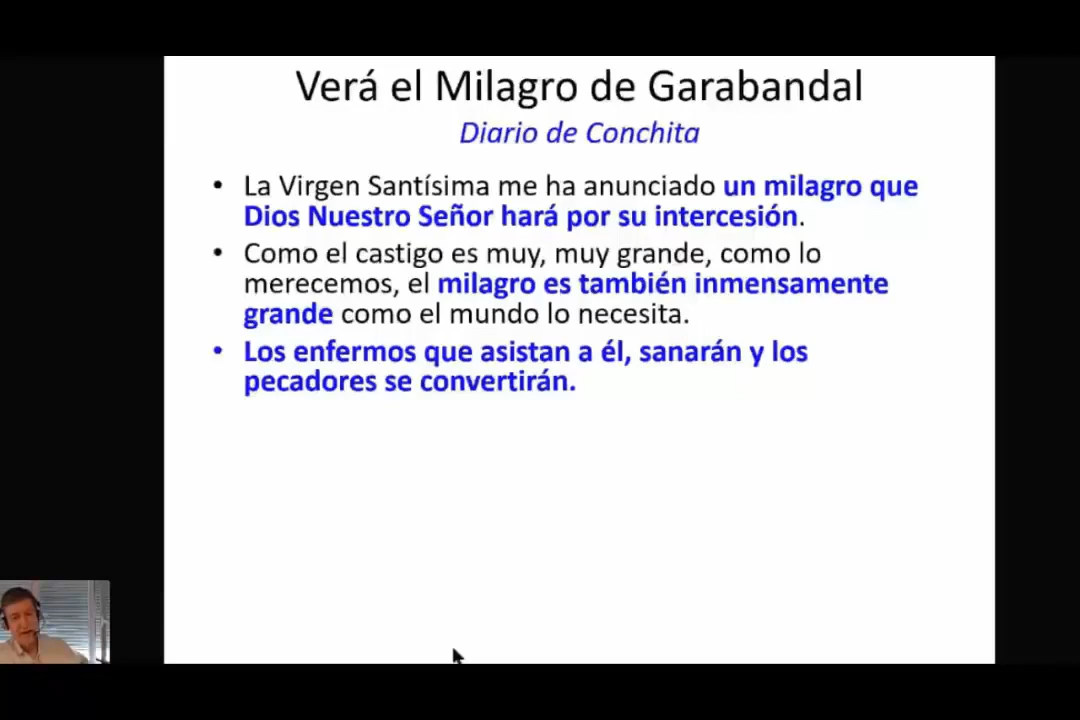 Verá el Milagro de Garabandal
Diario de Conchita
• La Virgen Santísima me ha anunciado un milagro que
Dios Nuestro Señor hará por su intercesión.
• Como el castigo es muy, muy grande, como lo
merecemos, el milagro es también inmensamente
grande como el mundo lo necesita.
• Los enfermos que asistan a él, sanarán y los
pecadores se convertirán.